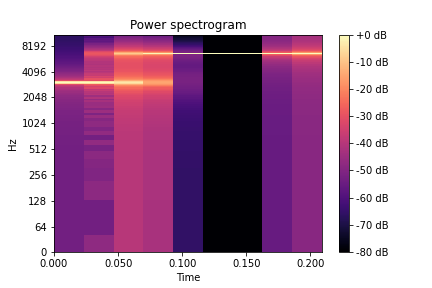 Power spectrogram
8192
4096
2048
1024
512
256
128
64
0
Hz
0.000 0.050 0.100 0.150 0.200
Time
+0 dB
-10 dB
-20 dB
-30 dB
-40 dB
-50 dB
-60 dB
-70 dB
-80 dB